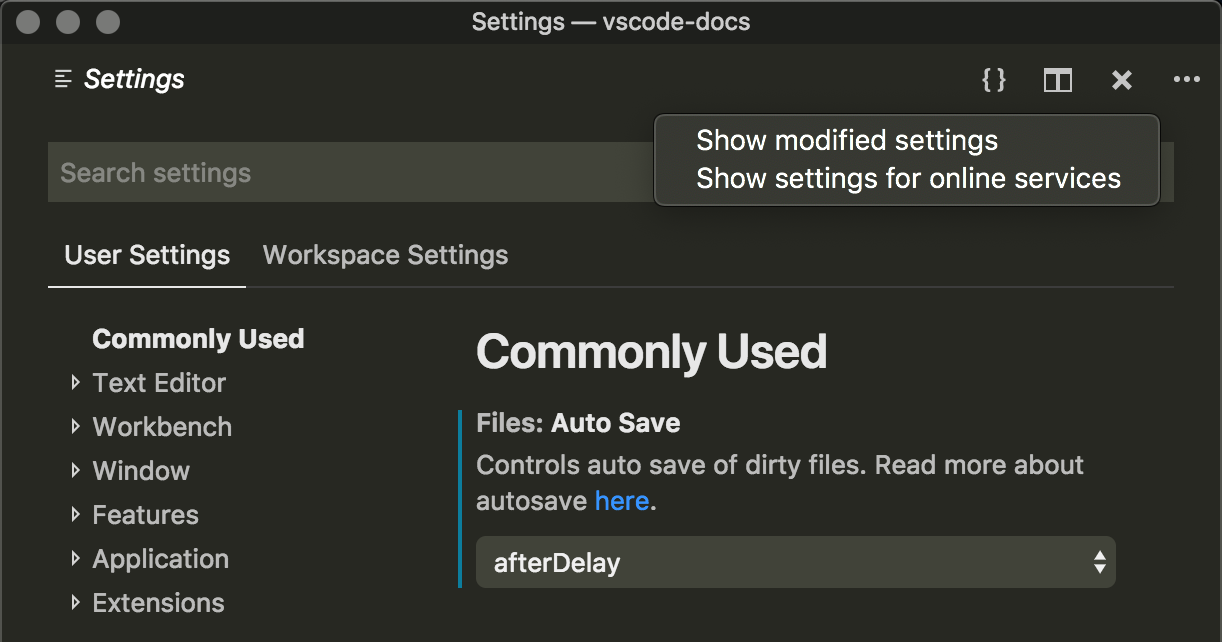 Settings — vscode-docs
Settings
{}
Show modified settings
Show settings for online services
Search settings
User Settings Workspace Settings
Commonly Used
Text Editor
Workbench
Window
Features
Application
Extensions
Commonly Used
Files: Auto Save
Controls auto save of dirty files. Read more about
autosave here.
afterDelay